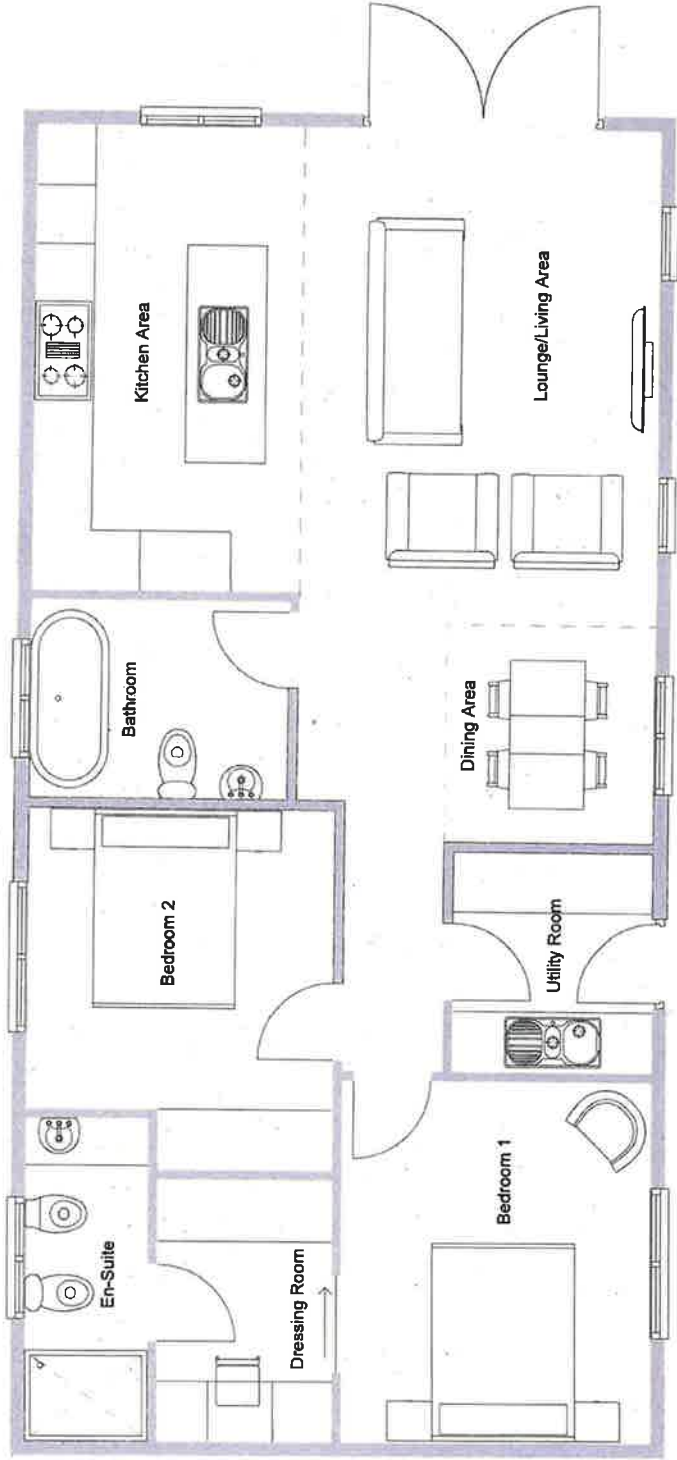 Kitchen Area
Lounge/Living Area
Bathroom
Dining Area
Bedroom 2
Utility Room
En-Suite
Dressing Room
Bedroom 1